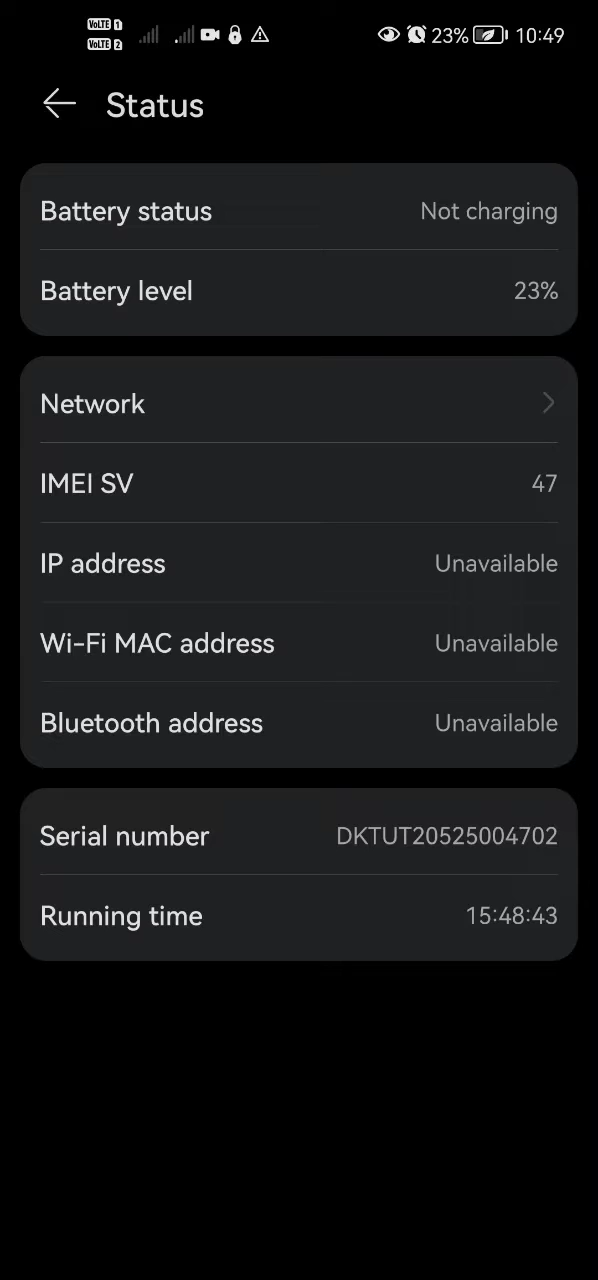 VoLTE 1
VoLTE 2
23% 10:49
Status
Battery status Not charging
Battery level 23%
Network
IMEI SV 47
IP address Unavailable
Wi-Fi MAC address Unavailable
Bluetooth address Unavailable
Serial number DKTUT20525004702
Running time 15:48:43